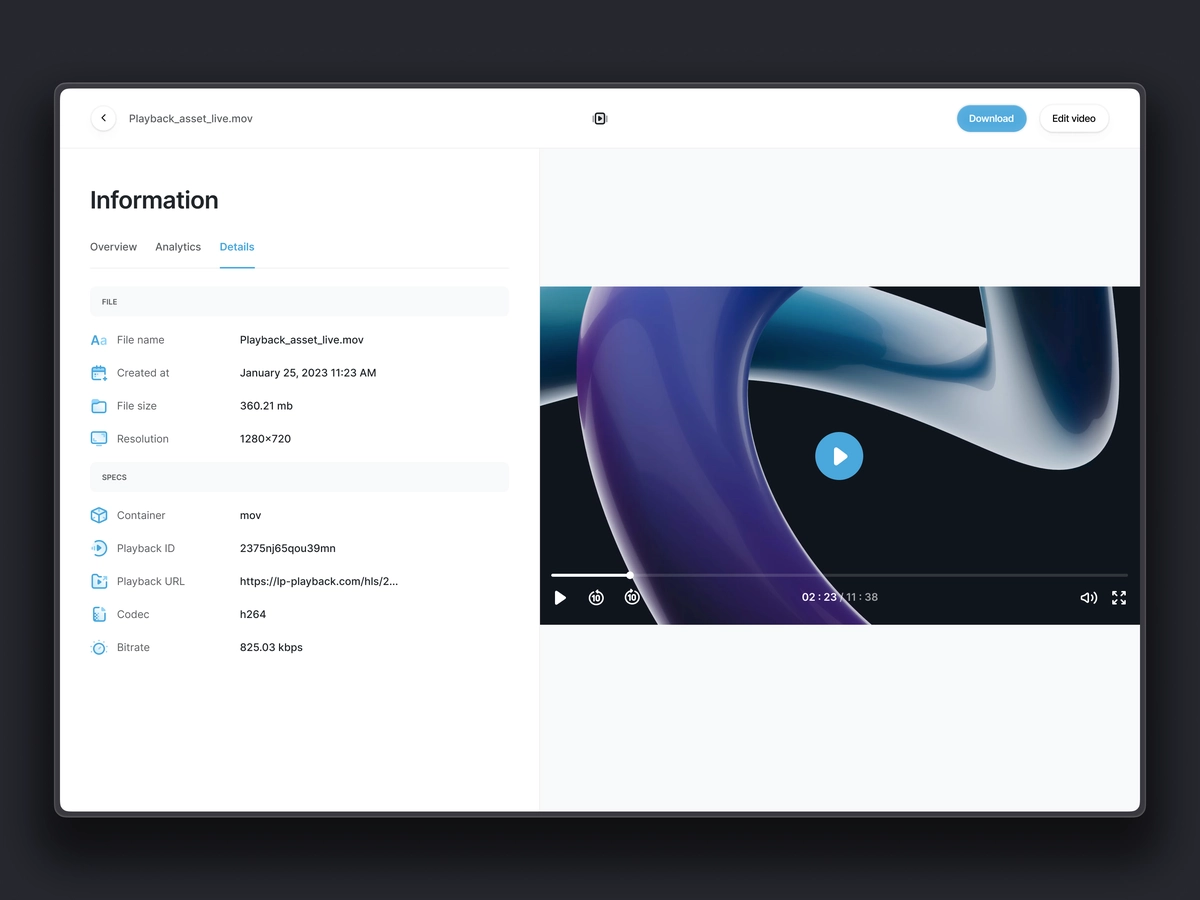 Playback_asset_live.mov
Download
Edit video
Information
Overview Analytics Details
FILE
Aa File name Playback_asset_live.mov
Created at January 25, 2023 11:23 AM
File size 360.21 mb
Resolution 1280×720
SPECS
Container mov
Playback ID 2375nj65qou39mn
Playback URL https://lp-playback.com/hls/2...
Codec h264
Bitrate 825.03 kbps
10 10 02 : 23 / 11 : 38